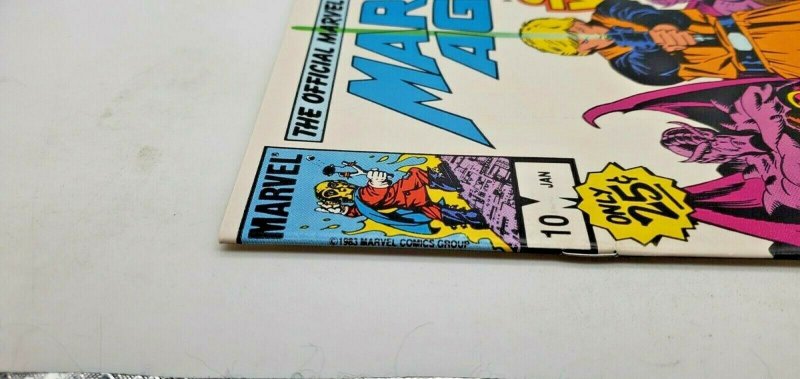 THE OFFICIAL MARVEL
MAR
AG
MARVEL®
©1983 MARVEL COMICS GROUP
10
JAN
ONLY
25¢